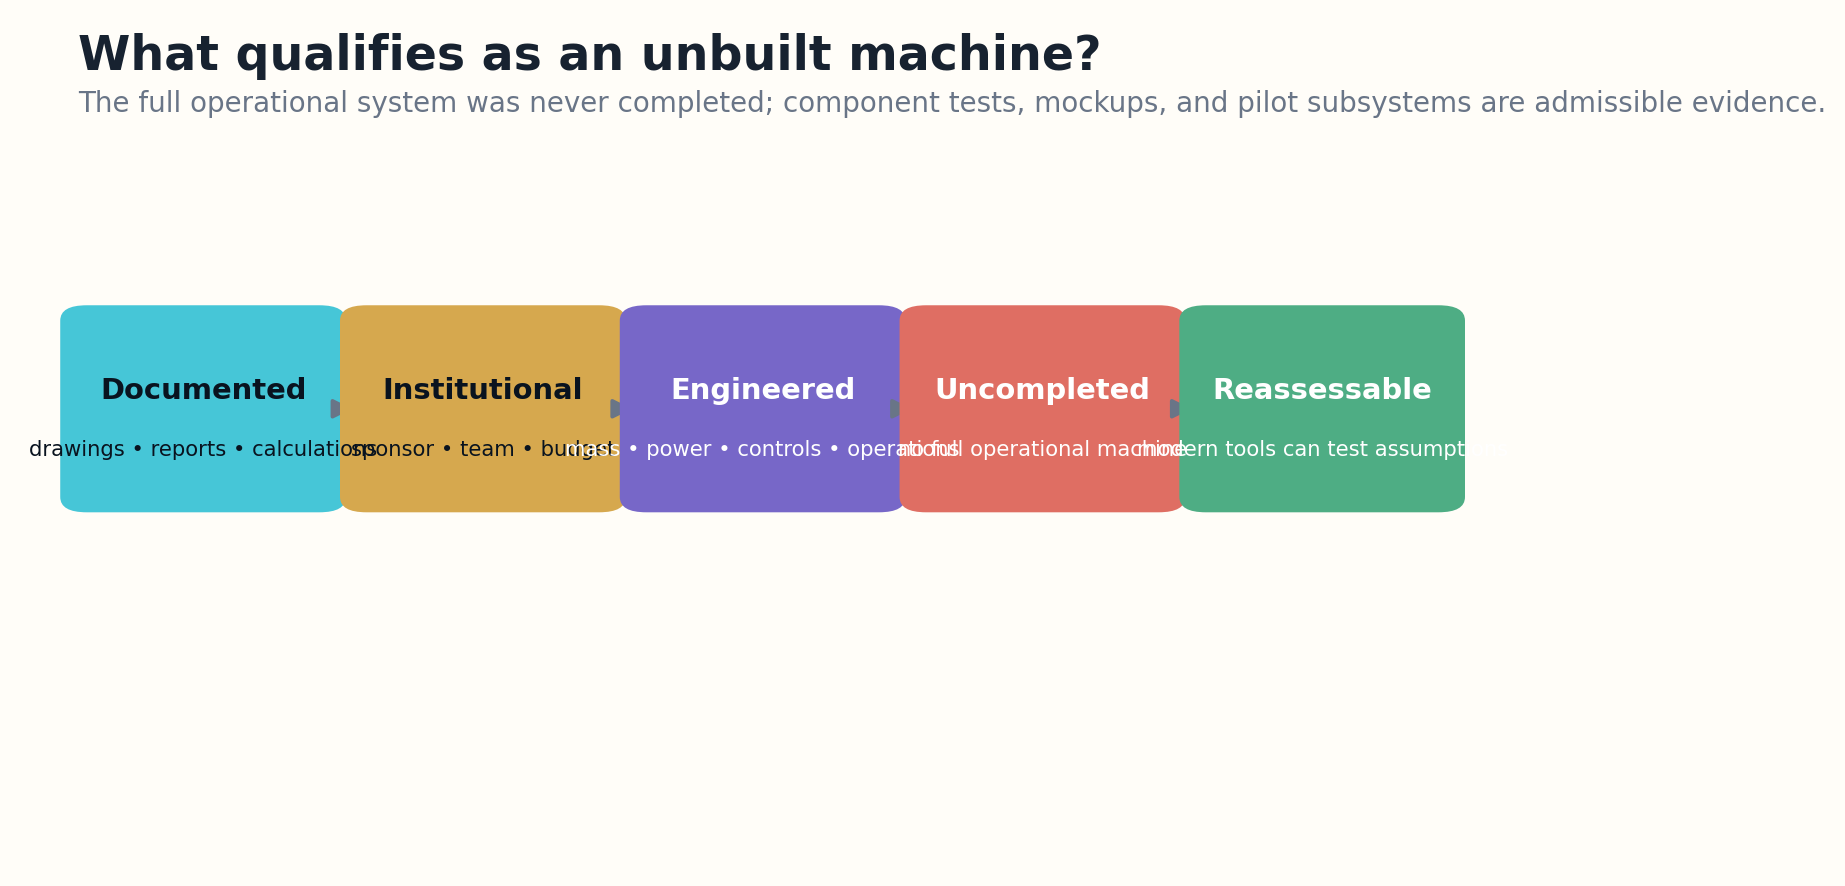 What qualifies as an unbuilt machine?
The full operational system was never completed; component tests, mockups, and pilot subsystems are admissible evidence.
Documented
drawings • reports • calculations
Institutional
sponsor • team • budget
Engineered
mass • power • controls • operations
Uncompleted
no full operational machine
Reassessable
modern tools can test